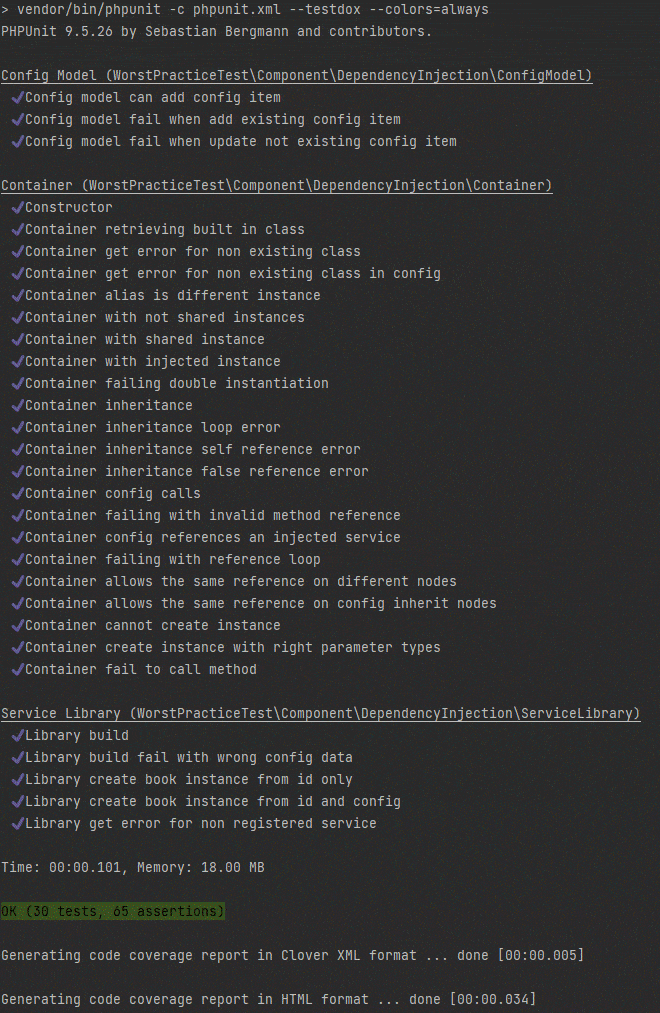 > vendor/bin/phpunit -c phpunit.xml --testdox --colors=always
PHPUnit 9.5.26 by Sebastian Bergmann and contributors.
Config Model (WorstPracticeTest\Component\DependencyInjection\ConfigModel)
✔Config model can add config item
✔Config model fail when add existing config item
✔Config model fail when update not existing config item
Container (WorstPracticeTest\Component\DependencyInjection\Container)
✔Constructor
✔Container retrieving built in class
✔Container get error for non existing class
✔Container get error for non existing class in config
✔Container alias is different instance
✔Container with not shared instances
✔Container with shared instance
✔Container with injected instance
✔Container failing double instantiation
✔Container inheritance
✔Container inheritance loop error
✔Container inheritance self reference error
✔Container inheritance false reference error
✔Container config calls
✔Container failing with invalid method reference
✔Container config references an injected service
✔Container failing with reference loop
✔Container allows the same reference on different nodes
✔Container allows the same reference on config inherit nodes
✔Container cannot create instance
✔Container create instance with right parameter types
✔Container fail to call method
Service Library (WorstPracticeTest\Component\DependencyInjection\ServiceLibrary)
✔Library build
✔Library build fail with wrong config data
✔Library create book instance from id only
✔Library create book instance from id and config
✔Library get error for non registered service
Time: 00:00.101, Memory: 18.00 MB
OK (30 tests, 65 assertions)
Generating code coverage report in Clover XML format ... done [00:00.005]
Generating code coverage report in HTML format ... done [00:00.034]